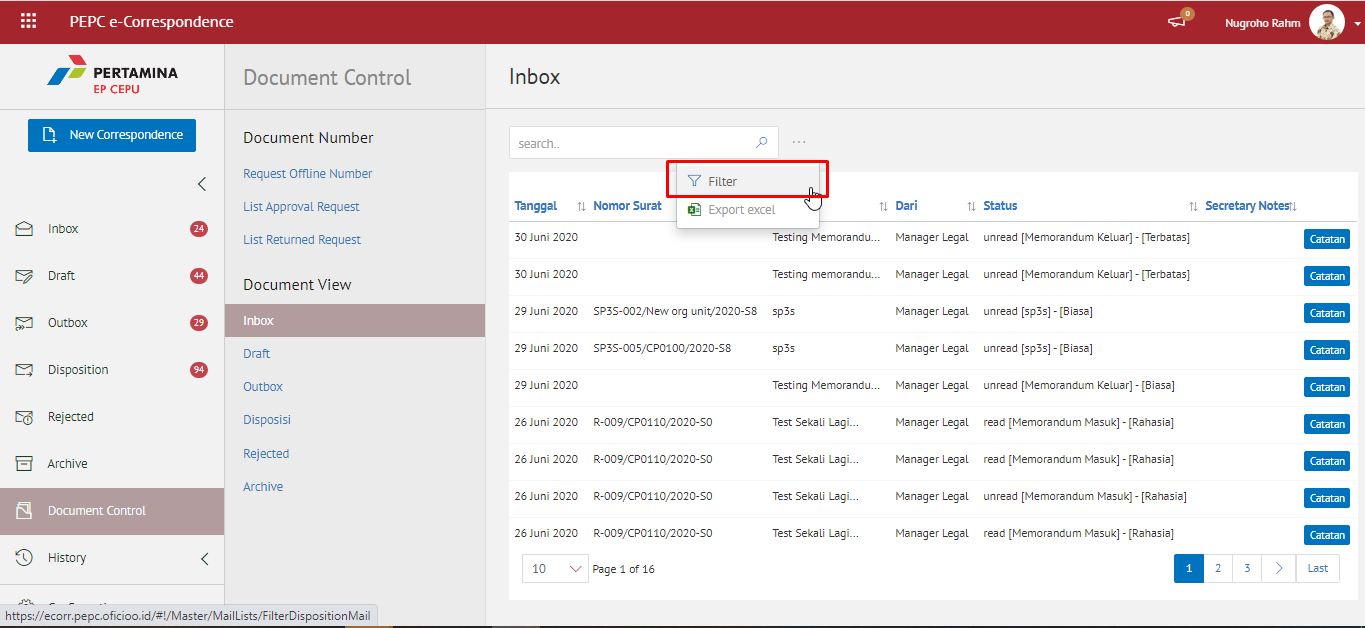 PEPC e-Correspondence
0
Nugroho Rahm
PERTAMINA
EP CEPU
New Correspondence
Inbox 24
Draft 44
Outbox 29
Disposition 94
Rejected
Archive
Document Control
History
Document Control
Document Number
Request Offline Number
List Approval Request
List Returned Request
Document View
Inbox
Draft
Outbox
Disposisi
Rejected
Archive
Inbox
search..
...
Filter
Export excel
Tanggal Nomor Surat Dari Status Secretary Notes
30 Juni 2020 Testing Memorandu... Manager Legal unread [Memorandum Keluar] - [Terbatas] Catatan
30 Juni 2020 Testing memorandu... Manager Legal unread [Memorandum Keluar] - [Terbatas] Catatan
29 Juni 2020 SP3S-002/New org unit/2020-S8 sp3s Manager Legal unread [sp3s] - [Biasa] Catatan
29 Juni 2020 SP3S-005/CP0100/2020-S8 sp3s Manager Legal unread [sp3s] - [Biasa] Catatan
29 Juni 2020 Testing Memorandu... Manager Legal unread [Memorandum Keluar] - [Biasa] Catatan
26 Juni 2020 R-009/CP0110/2020-S0 Test Sekali Lagi... Manager Legal read [Memorandum Masuk] - [Rahasia] Catatan
26 Juni 2020 R-009/CP0110/2020-S0 Test Sekali Lagi... Manager Legal read [Memorandum Masuk] - [Rahasia] Catatan
26 Juni 2020 R-009/CP0110/2020-S0 Test Sekali Lagi... Manager Legal unread [Memorandum Masuk] - [Rahasia] Catatan
26 Juni 2020 R-009/CP0110/2020-S0 Test Sekali Lagi... Manager Legal read [Memorandum Masuk] - [Rahasia] Catatan
10 Page 1 of 16
1 2 3 > Last
https://ecorr.pepc.oficioo.id/#!/Master/MailLists/FilterDispositionMail